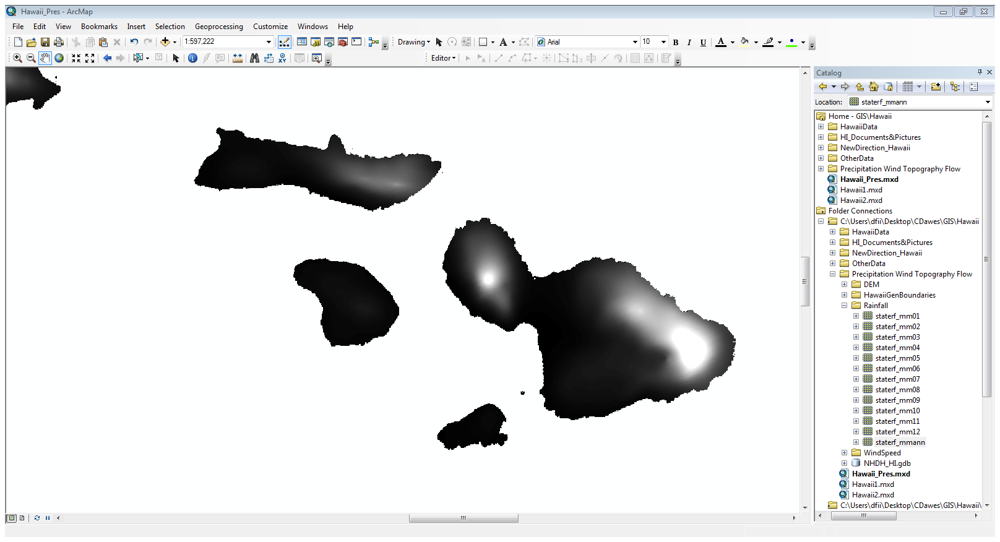 Hawaii_Pres - ArcMap
File Edit View Bookmarks Insert Selection Geoprocessing Customize Windows Help
1:597,222 Drawing A Arial 10 B I U A
XY Editor
Catalog
Location: staterf_mmann
Home - GIS\Hawaii
HawaiiData
HI_Documents&Pictures
NewDirection_Hawaii
OtherData
Precipitation Wind Topography Flow
Hawaii_Pres.mxd
Hawaii1.mxd
Hawaii2.mxd
Folder Connections
C:\Users\dfii\Desktop\CDawes\GIS\Hawaii
HawaiiData
HI_Documents&Pictures
NewDirection_Hawaii
OtherData
Precipitation Wind Topography Flow
DEM
HawaiiGenBoundaries
Rainfall
staterf_mm01
staterf_mm02
staterf_mm03
staterf_mm04
staterf_mm05
staterf_mm06
staterf_mm07
staterf_mm08
staterf_mm09
staterf_mm10
staterf_mm11
staterf_mm12
staterf_mmann
WindSpeed
NHDH_HI.gdb
Hawaii_Pres.mxd
Hawaii1.mxd
Hawaii2.mxd
C:\Users\dfii\Desktop\CDawes\GIS\Hawaii\